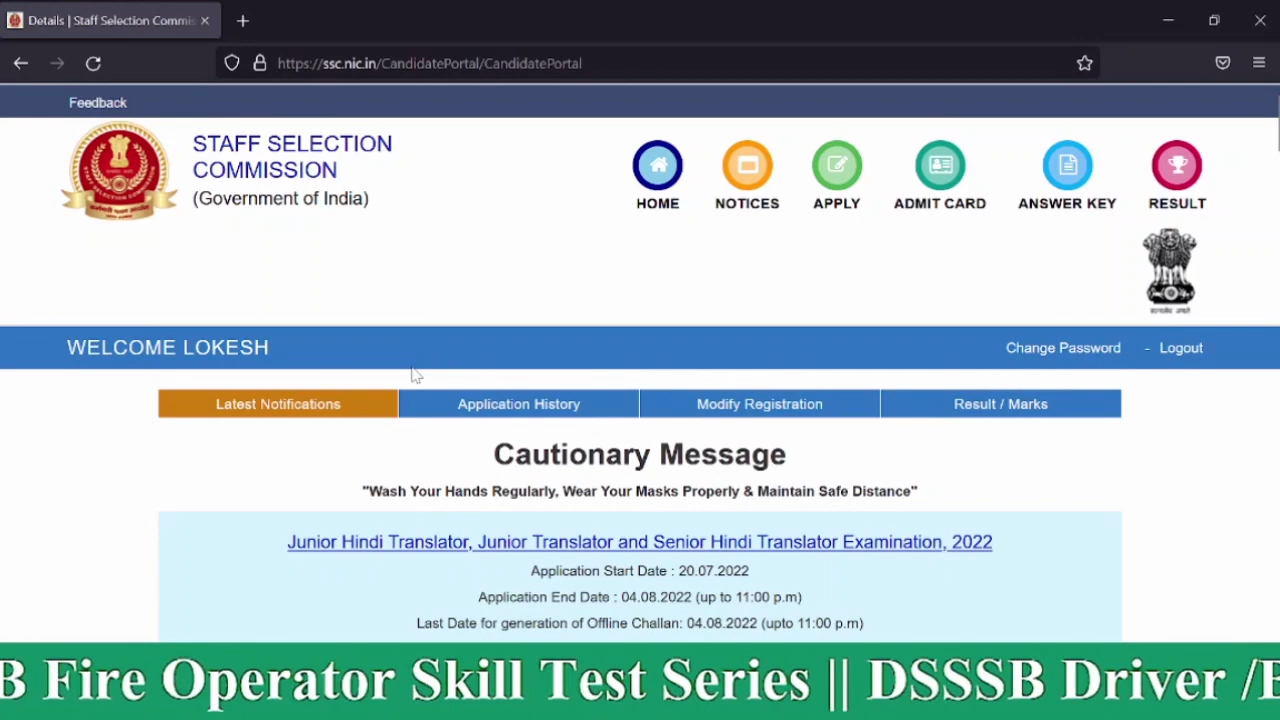 Details | Staff Selection Commis
https://ssc.nic.in/CandidatePortal/CandidatePortal
Feedback
STAFF SELECTION
COMMISSION
(Government of India)
HOME
NOTICES
APPLY
ADMIT CARD
ANSWER KEY
RESULT
WELCOME LOKESH
Change Password - Logout
Latest Notifications
Application History
Modify Registration
Result / Marks
Cautionary Message
"Wash Your Hands Regularly, Wear Your Masks Properly & Maintain Safe Distance"
Junior Hindi Translator, Junior Translator and Senior Hindi Translator Examination, 2022
Application Start Date : 20.07.2022
Application End Date : 04.08.2022 (up to 11:00 p.m)
Last Date for generation of Offline Challan: 04.08.2022 (upto 11:00 p.m)
B Fire Operator Skill Test Series || DSSSB Driver /